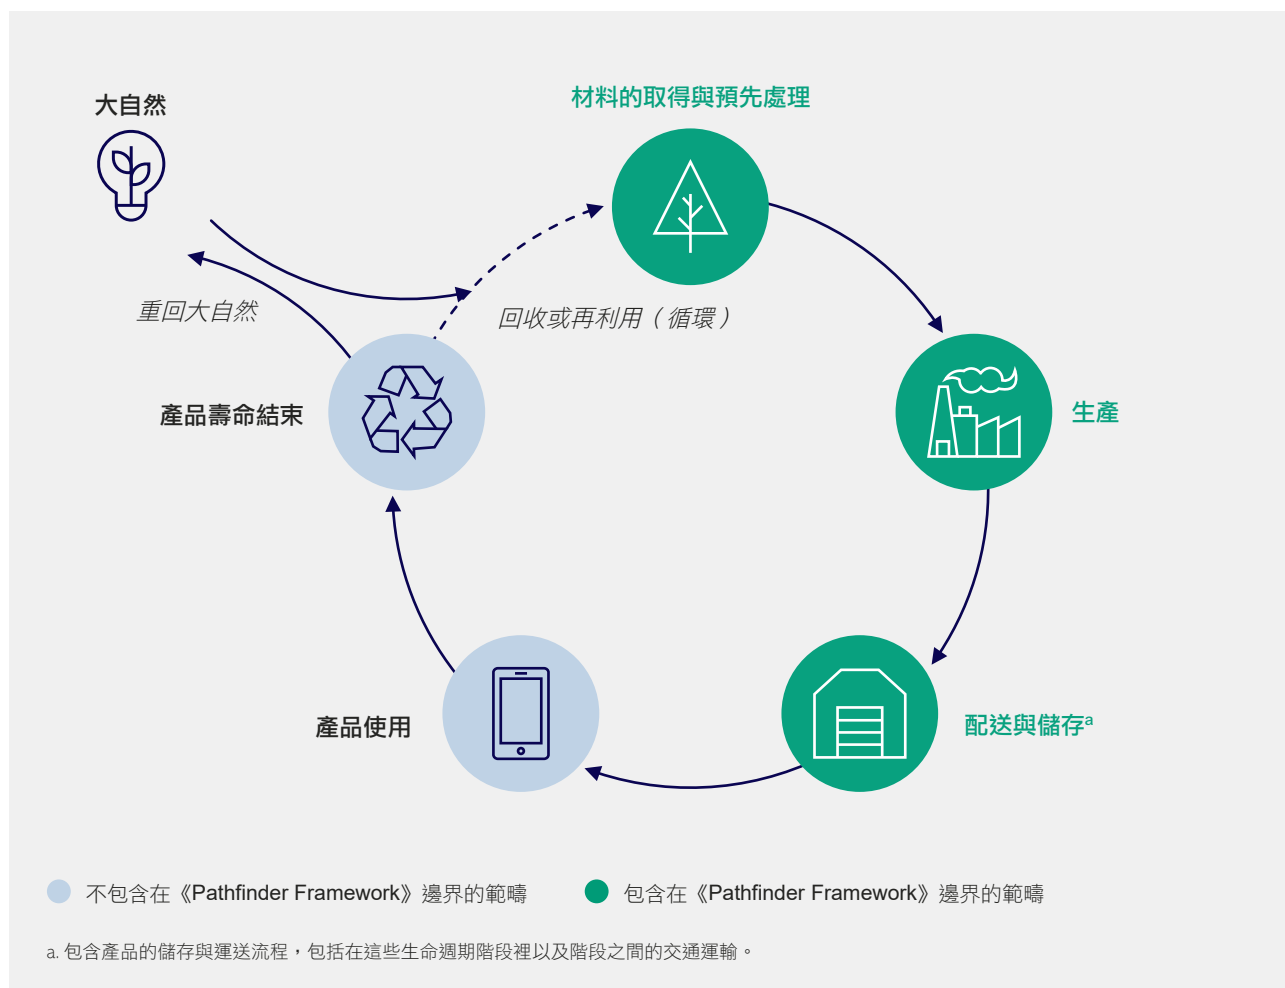 大自然
材料的取得與預先處理
重回大自然
回收或再利用（循環）
產品壽命結束
生產
產品使用
配送與儲存a
不包含在《Pathfinder Framework》邊界的範疇
包含在《Pathfinder Framework》邊界的範疇
a. 包含產品的儲存與運送流程，包括在這些生命週期階段裡以及階段之間的交通運輸。